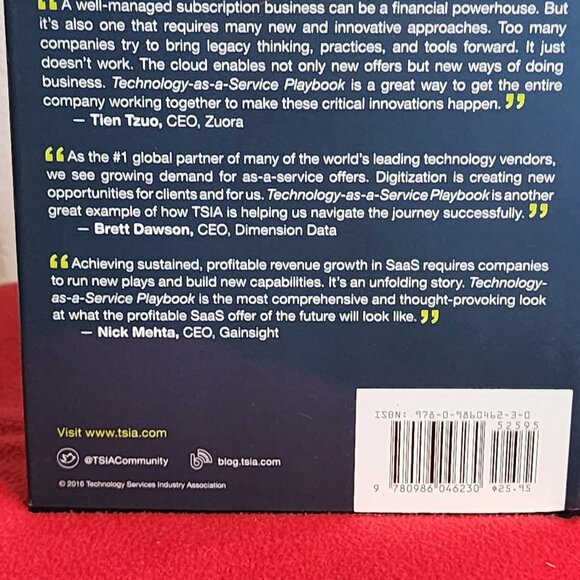 “A well-managed subscription business can be a financial powerhouse. But
it's also one that requires many new and innovative approaches. Too many
companies try to bring legacy thinking, practices, and tools forward. It just
doesn't work. The cloud enables not only new offers but new ways of doing
business. Technology-as-a-Service Playbook is a great way to get the entire
company working together to make these critical innovations happen.”
— Tien Tzuo, CEO, Zuora
“As the #1 global partner of many of the world's leading technology vendors,
we see growing demand for as-a-service offers. Digitization is creating new
opportunities for clients and for us. Technology-as-a-Service Playbook is another
great example of how TSIA is helping us navigate the journey successfully.”
— Brett Dawson, CEO, Dimension Data
“Achieving sustained, profitable revenue growth in SaaS requires companies
to run new plays and build new capabilities. It's an unfolding story. Technology-
as-a-Service Playbook is the most comprehensive and thought-provoking look
at what the profitable SaaS offer of the future will look like.”
— Nick Mehta, CEO, Gainsight
Visit www.tsia.com
@TSIACommunity blog.tsia.com
© 2016 Technology Services Industry Association
ISBN: 978-0-9860462-3-0
52595
9 780986 046230 $25.95